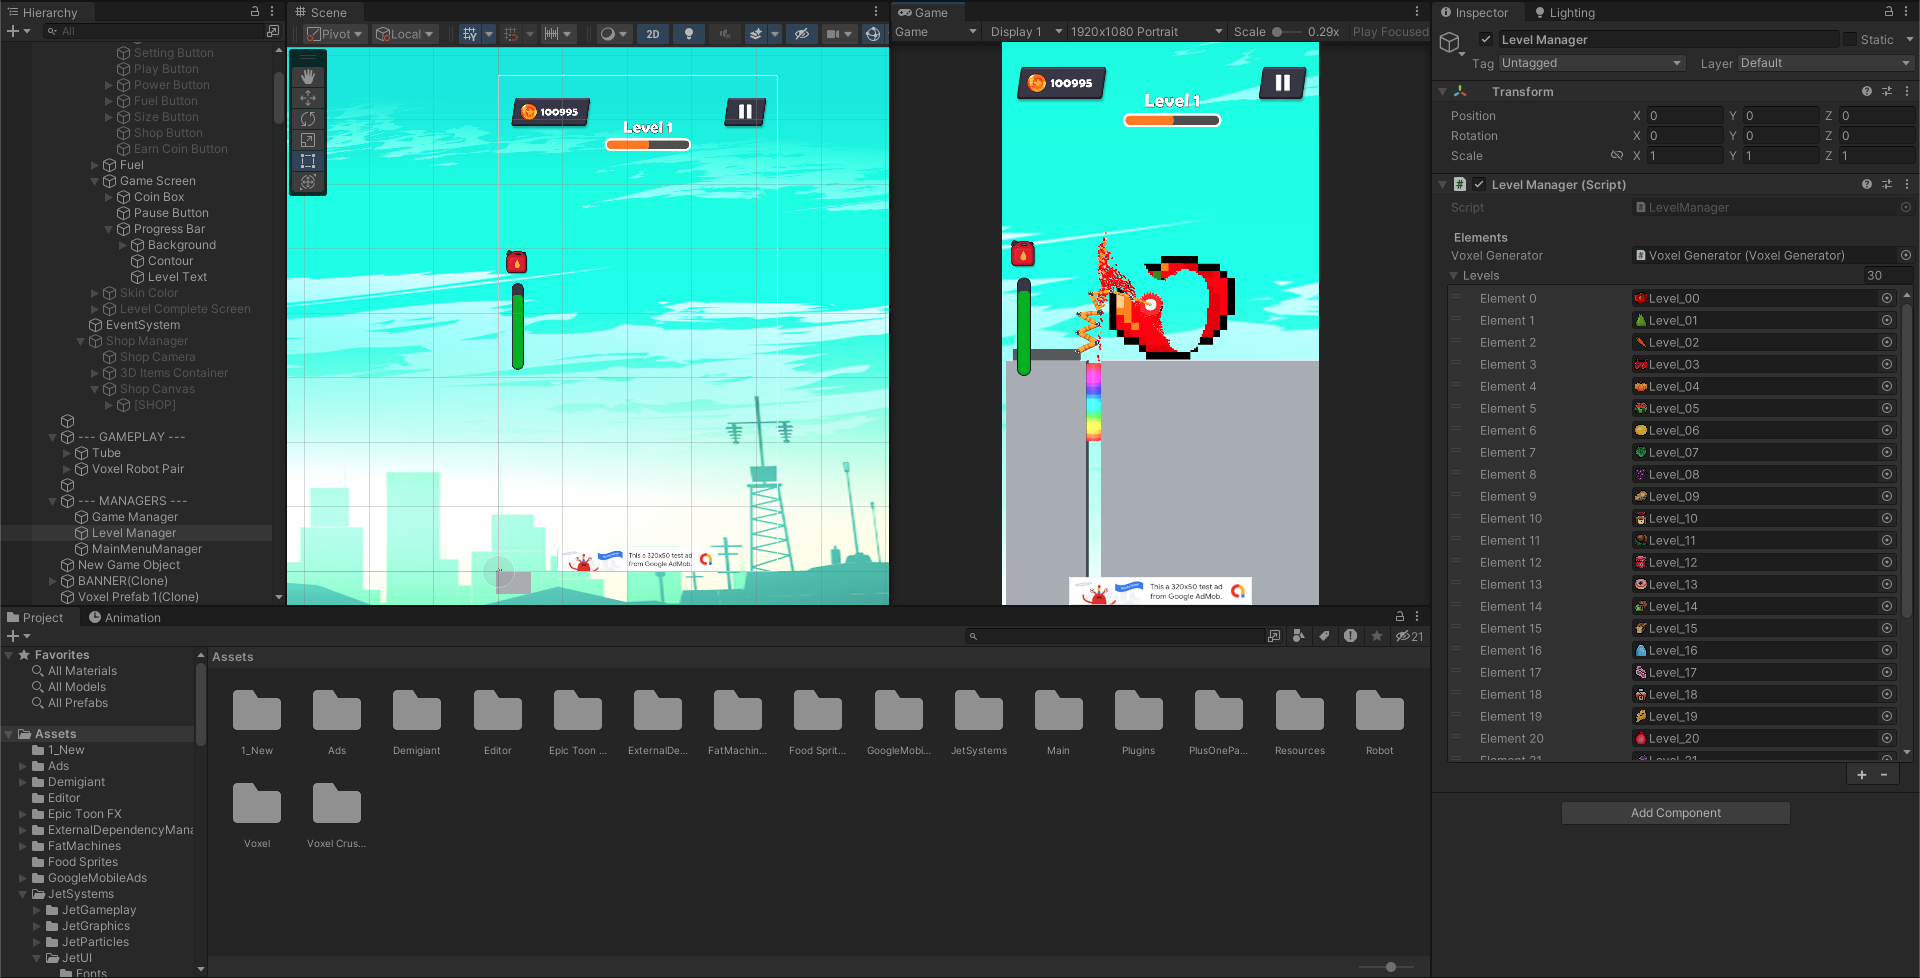 Hierarchy
All
Setting Button
Play Button
Power Button
Fuel Button
Size Button
Shop Button
Earn Coin Button
Fuel
Game Screen
Coin Box
Pause Button
Progress Bar
Background
Contour
Level Text
Skin Color
Level Complete Screen
EventSystem
Shop Manager
Shop Camera
3D Items Container
Shop Canvas
[SHOP]
--- GAMEPLAY ---
Tube
Voxel Robot Pair
--- MANAGERS ---
Game Manager
Level Manager
MainMenuManager
New Game Object
BANNER(Clone)
Voxel Prefab 1(Clone)
Scene
Pivot
Local
2D
100995
Level 1
This a 320x50 test ad
from Google AdMob.
Game
Game
Display 1
1920x1080 Portrait
Scale
0.29x
Play Focused
100995
Level 1
This a 320x50 test ad
from Google AdMob.
Inspector
Lighting
Level Manager
Static
Tag
Untagged
Layer
Default
Transform
Position
X 0
Y 0
Z 0
Rotation
X 0
Y 0
Z 0
Scale
X 1
Y 1
Z 1
Level Manager (Script)
Script
LevelManager
Elements
Voxel Generator
Voxel Generator (Voxel Generator)
Levels
30
Element 0 Level_00
Element 1 Level_01
Element 2 Level_02
Element 3 Level_03
Element 4 Level_04
Element 5 Level_05
Element 6 Level_06
Element 7 Level_07
Element 8 Level_08
Element 9 Level_09
Element 10 Level_10
Element 11 Level_11
Element 12 Level_12
Element 13 Level_13
Element 14 Level_14
Element 15 Level_15
Element 16 Level_16
Element 17 Level_17
Element 18 Level_18
Element 19 Level_19
Element 20 Level_20
Element 21 Level_21
Add Component
Project
Animation
21
Favorites
All Materials
All Models
All Prefabs
Assets
1_New
Ads
Demigiant
Editor
Epic Toon FX
ExternalDependencyMana
FatMachines
Food Sprites
GoogleMobileAds
JetSystems
JetGameplay
JetGraphics
JetParticles
JetUI
Fonts
Assets
1_New
Ads
Demigiant
Editor
Epic Toon ...
ExternalDe...
FatMachin...
Food Sprit...
GoogleMobi...
JetSystems
Main
Plugins
PlusOnePa...
Resources
Robot
Voxel
Voxel Crus...